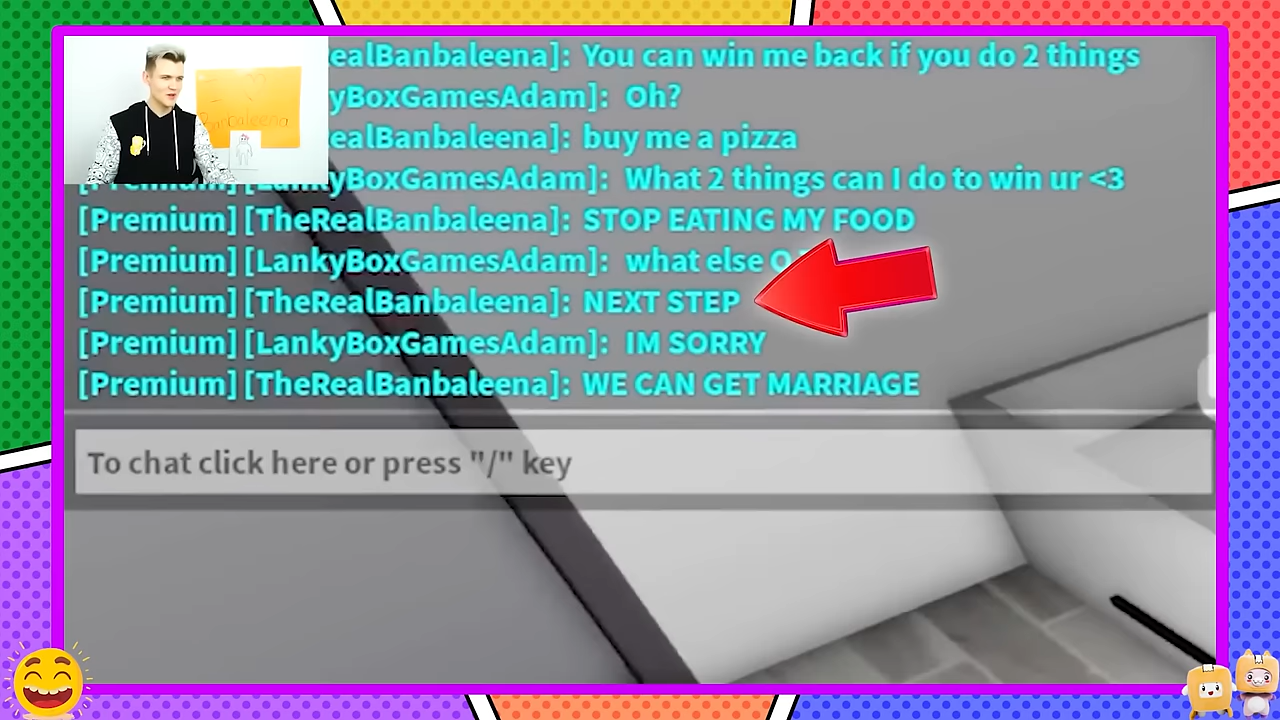 Banbaleena
ealBanbaleena]: You can win me back if you do 2 things
yBoxGamesAdam]: Oh?
ealBanbaleena]: buy me a pizza
[Premium] [LankyBoxGamesAdam]: What 2 things can I do to win ur <3
[Premium] [TheRealBanbaleena]: STOP EATING MY FOOD
[Premium] [LankyBoxGamesAdam]: what else
[Premium] [TheRealBanbaleena]: NEXT STEP
[Premium] [LankyBoxGamesAdam]: IM SORRY
[Premium] [TheRealBanbaleena]: WE CAN GET MARRIAGE
To chat click here or press "/" key